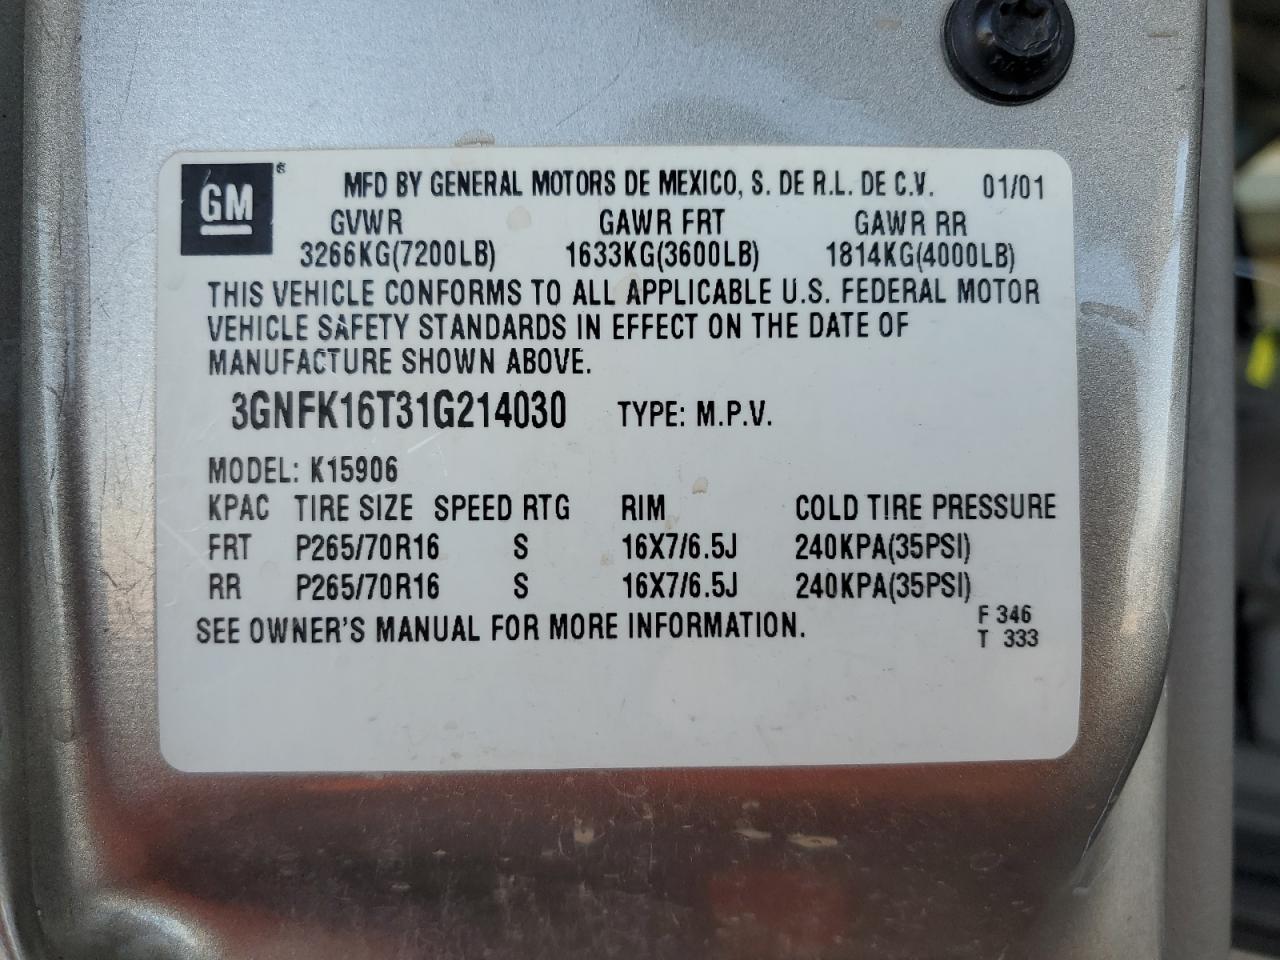 GM ® MFD BY GENERAL MOTORS DE MEXICO, S. DE R.L. DE C.V. 01/01
GVWR GAWR FRT GAWR RR
3266KG(7200LB) 1633KG(3600LB) 1814KG(4000LB)
THIS VEHICLE CONFORMS TO ALL APPLICABLE U.S. FEDERAL MOTOR
VEHICLE SAFETY STANDARDS IN EFFECT ON THE DATE OF
MANUFACTURE SHOWN ABOVE.
3GNFK16T31G214030 TYPE: M.P.V.
MODEL: K15906
KPAC TIRE SIZE SPEED RTG RIM COLD TIRE PRESSURE
FRT P265/70R16 S 16X7/6.5J 240KPA(35PSI)
RR P265/70R16 S 16X7/6.5J 240KPA(35PSI)
SEE OWNER'S MANUAL FOR MORE INFORMATION. F 346
T 333